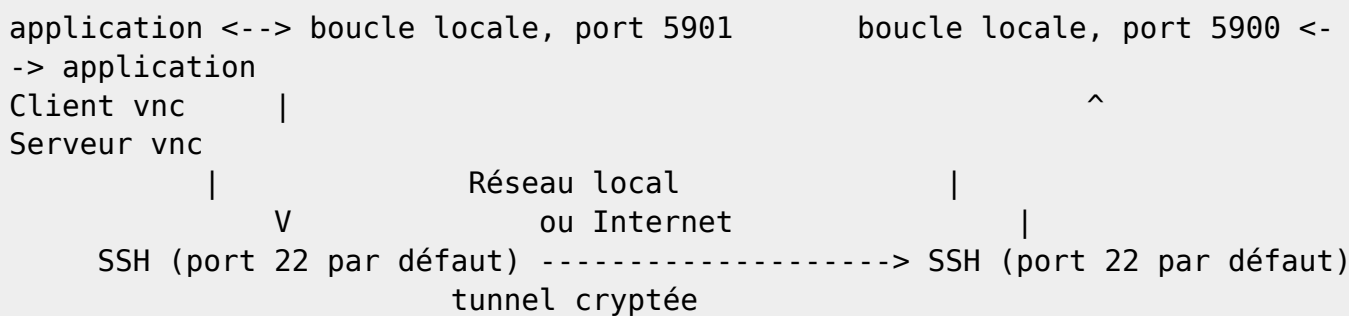 application <--> boucle locale, port 5901        boucle locale, port 5900 <-
-> application
Client vnc     |                                              ^
Serveur vnc
           |              Réseau local               |
               V              ou Internet                |
     SSH (port 22 par défaut) --------------------> SSH (port 22 par défaut)
                         tunnel cryptée